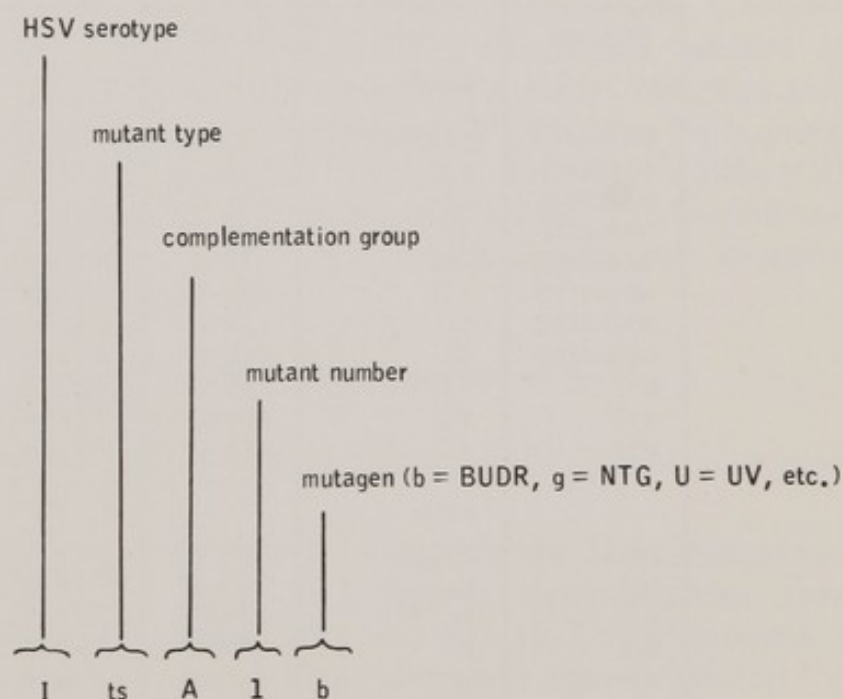 HSV serotype
mutant type
complementation group
mutant number
mutagen (b = BUDR, g = NTG, U = UV, etc.)
I ts A 1 b